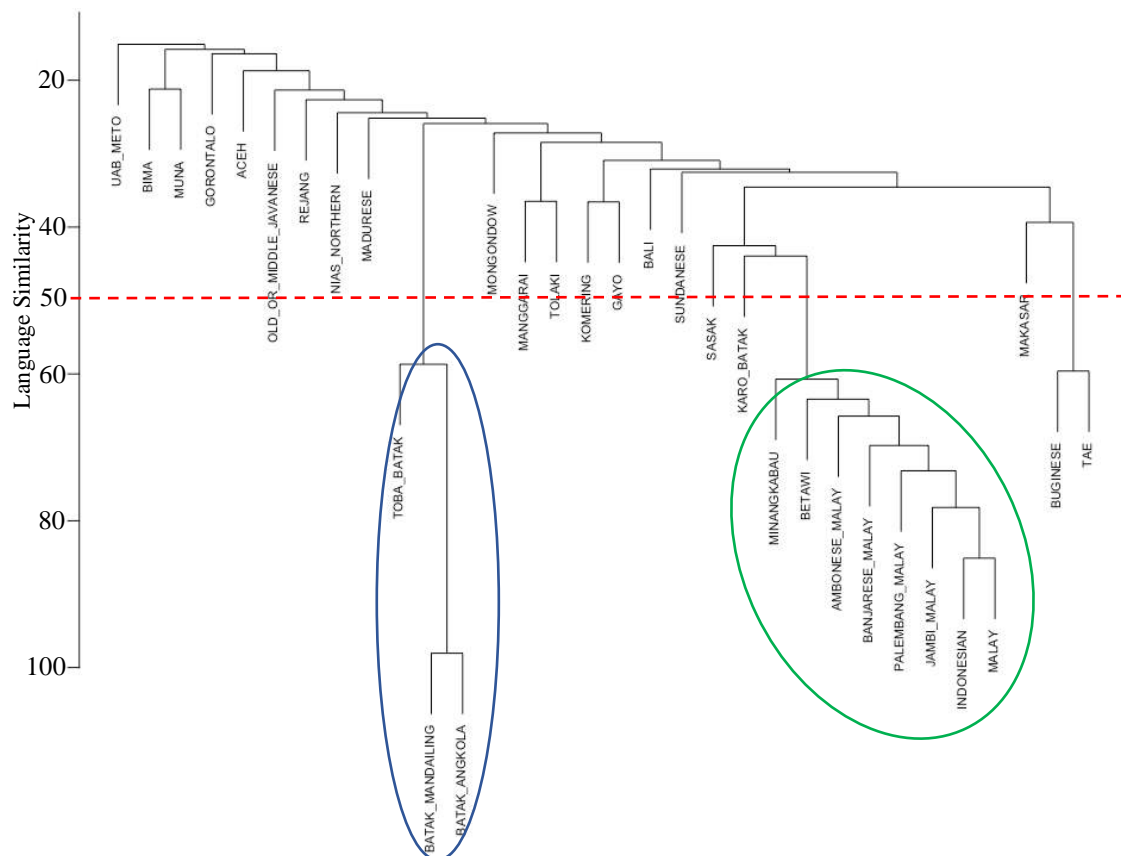 Language Similarity
20
40
50
60
80
100
UAB_METO
BIMA
MUNA
GORONTALO
ACEH
OLD_OR_MIDDLE_JAVANESE
REJANG
NIAS_NORTHERN
MADURESE
TOBA_BATAK
BATAK_MANDAILING
BATAK_ANGKOLA
MONGONDOW
MANGGARAI
TOLAKI
KOMERING
GAYO
BALI
SUNDANESE
SASAK
KARO_BATAK
MINANGKABAU
BETAWI
AMBONESE_MALAY
BANJARESE_MALAY
PALEMBANG_MALAY
JAMBI_MALAY
INDONESIAN
MALAY
MAKASAR
BUGINESE
TAE